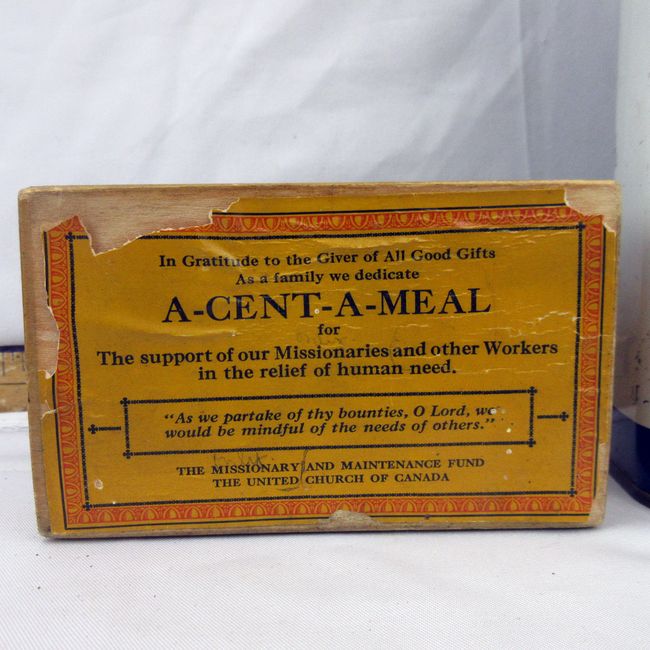 In Gratitude to the Giver of All Good Gifts
As a family we dedicate
A-CENT-A-MEAL
for
The support of our Missionaries and other Workers
in the relief of human need.
"As we partake of thy bounties, O Lord, we
would be mindful of the needs of others."
THE MISSIONARY AND MAINTENANCE FUND
THE UNITED CHURCH OF CANADA